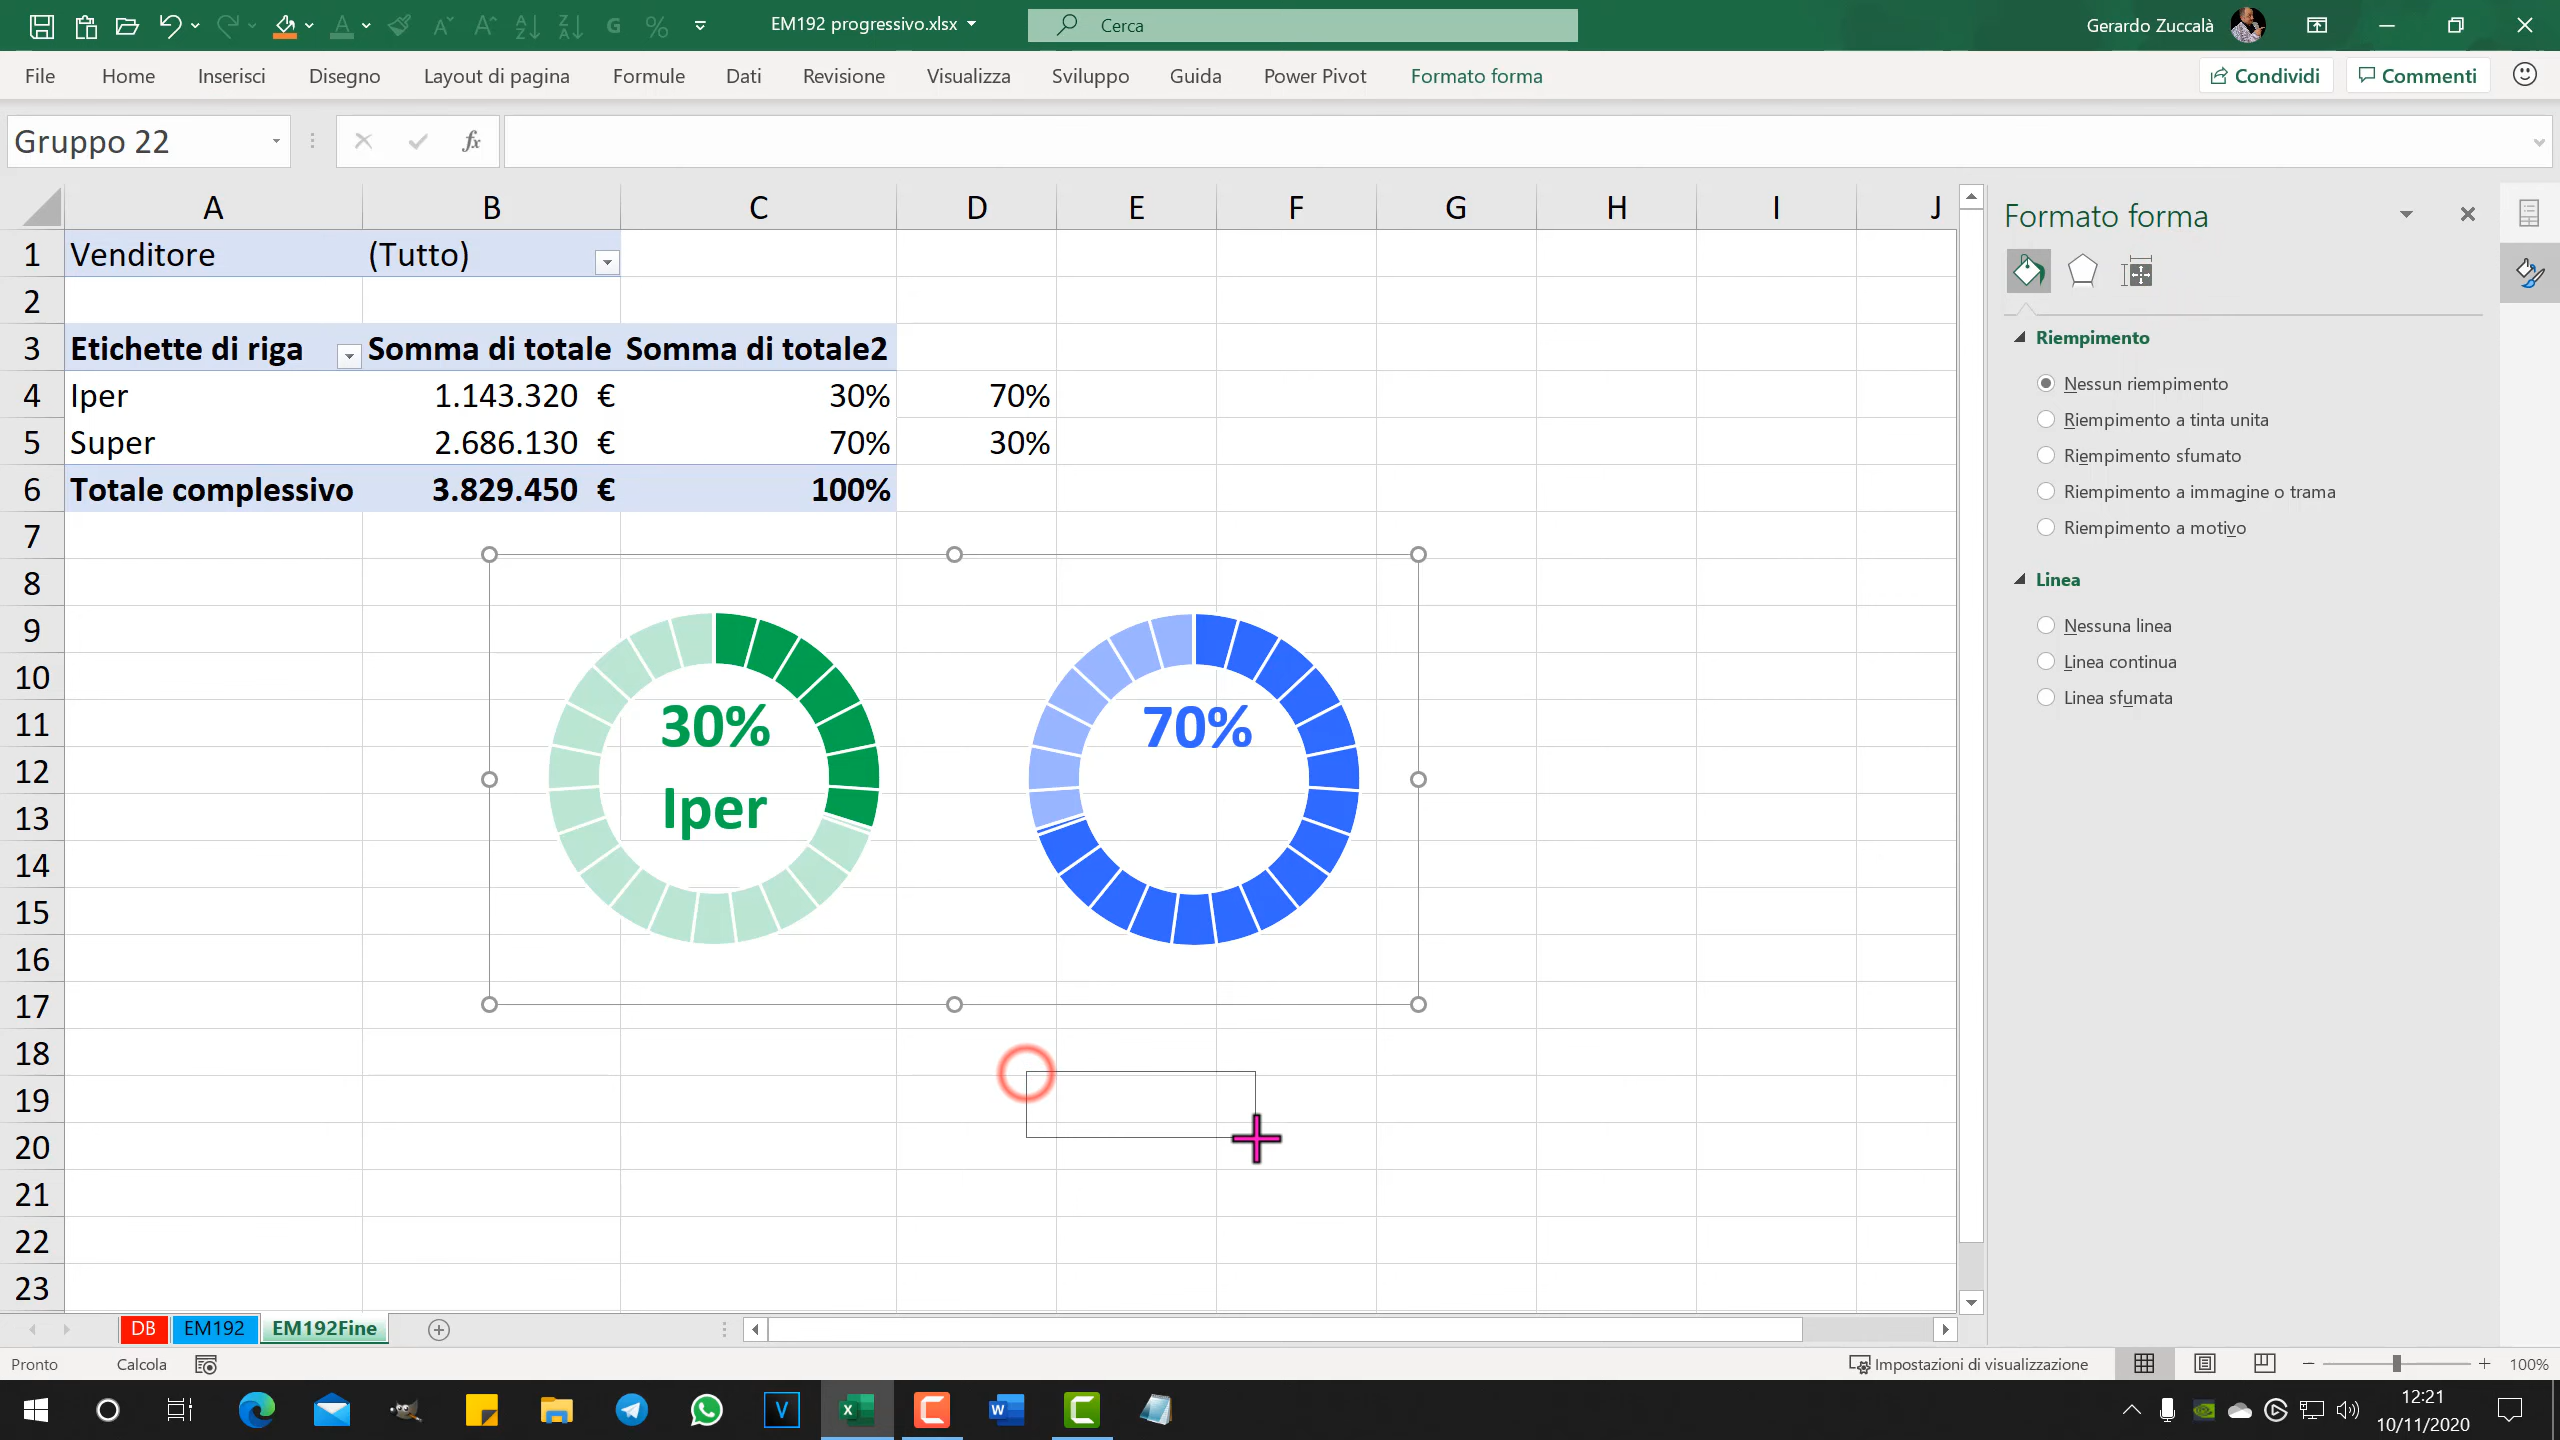 EM192 progressivo.xlsx
Cerca
Gerardo Zuccalà
File Home Inserisci Disegno Layout di pagina Formule Dati Revisione Visualizza Sviluppo Guida Power Pivot Formato forma
Condividi Commenti
Gruppo 22
fx
A B C D E F G H I J
1 Venditore (Tutto)
2
3 Etichette di riga Somma di totale Somma di totale2
4 Iper 1.143.320 € 30% 70%
5 Super 2.686.130 € 70% 30%
6 Totale complessivo 3.829.450 € 100%
7
8
9
10
11
12
13
14
15
16
17
18
19
20
21
22
23
30%
Iper
70%
Formato forma
Riempimento
Nessun riempimento
Riempimento a tinta unita
Riempimento sfumato
Riempimento a immagine o trama
Riempimento a motivo
Linea
Nessuna linea
Linea continua
Linea sfumata
DB EM192 EM192Fine
Pronto Calcola Impostazioni di visualizzazione 100%
12:21
10/11/2020